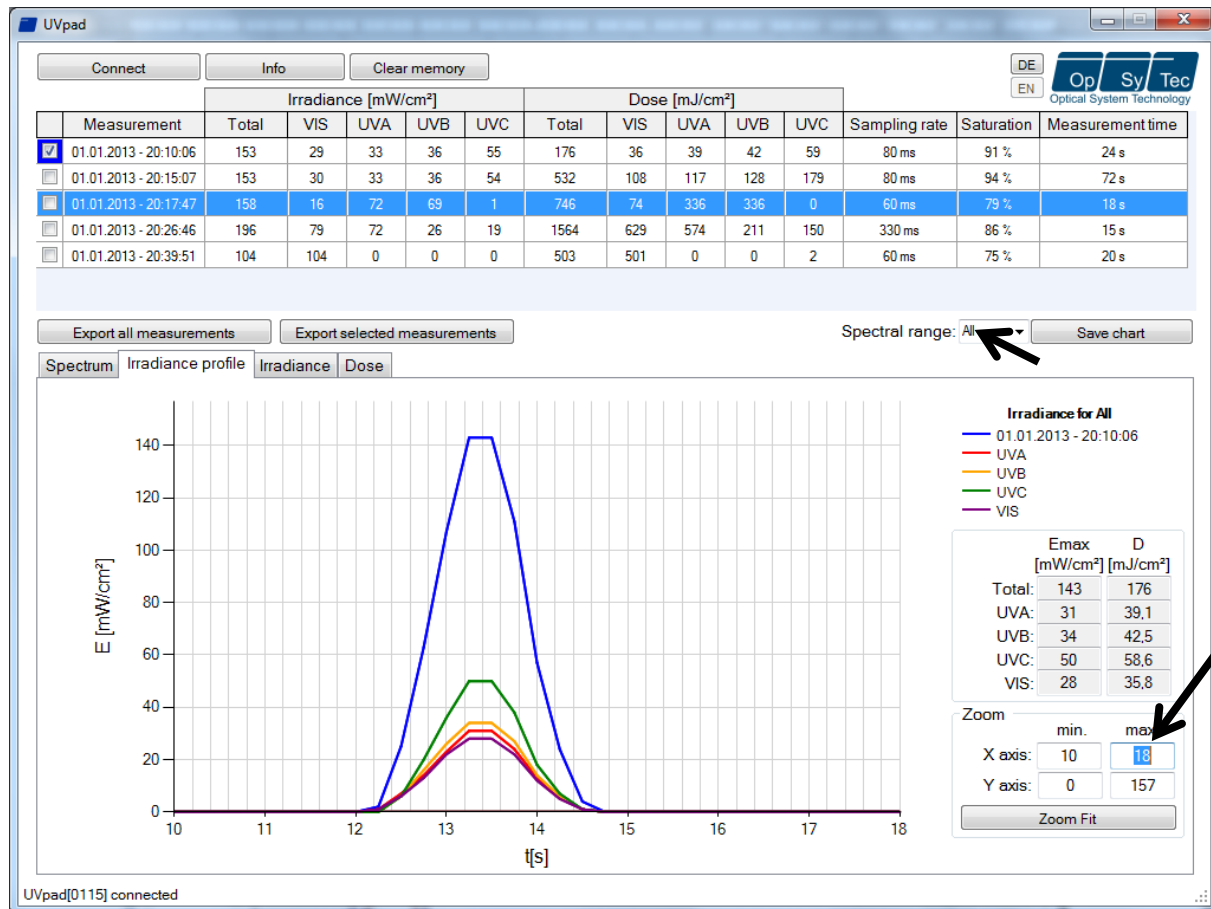 UVpad
Connect Info Clear memory DE
EN
Op Sy Tec
Optical System Technology
Irradiance [mW/cm²] Dose [mJ/cm²]
Measurement Total VIS UVA UVB UVC Total VIS UVA UVB UVC Sampling rate Saturation Measurement time
01.01.2013 - 20:10:06 153 29 33 36 55 176 36 39 42 59 80 ms 91 % 24 s
01.01.2013 - 20:15:07 153 30 33 36 54 532 108 117 128 179 80 ms 94 % 72 s
01.01.2013 - 20:17:47 158 16 72 69 1 746 74 336 336 0 60 ms 79 % 18 s
01.01.2013 - 20:26:46 196 79 72 26 19 1564 629 574 211 150 330 ms 86 % 15 s
01.01.2013 - 20:39:51 104 104 0 0 0 503 501 0 0 2 60 ms 75 % 20 s
Export all measurements Export selected measurements Spectral range: All Save chart
Spectrum Irradiance profile Irradiance Dose
E [mW/cm²]
140
120
100
80
60
40
20
0
10 11 12 13 14 15 16 17 18
t[s]
Irradiance for All
01.01.2013 - 20:10:06
UVA
UVB
UVC
VIS
Emax D
[mW/cm²] [mJ/cm²]
Total: 143 176
UVA: 31 39,1
UVB: 34 42,5
UVC: 50 58,6
VIS: 28 35,8
Zoom
min. max
X axis: 10 18
Y axis: 0 157
Zoom Fit
UVpad[0115] connected